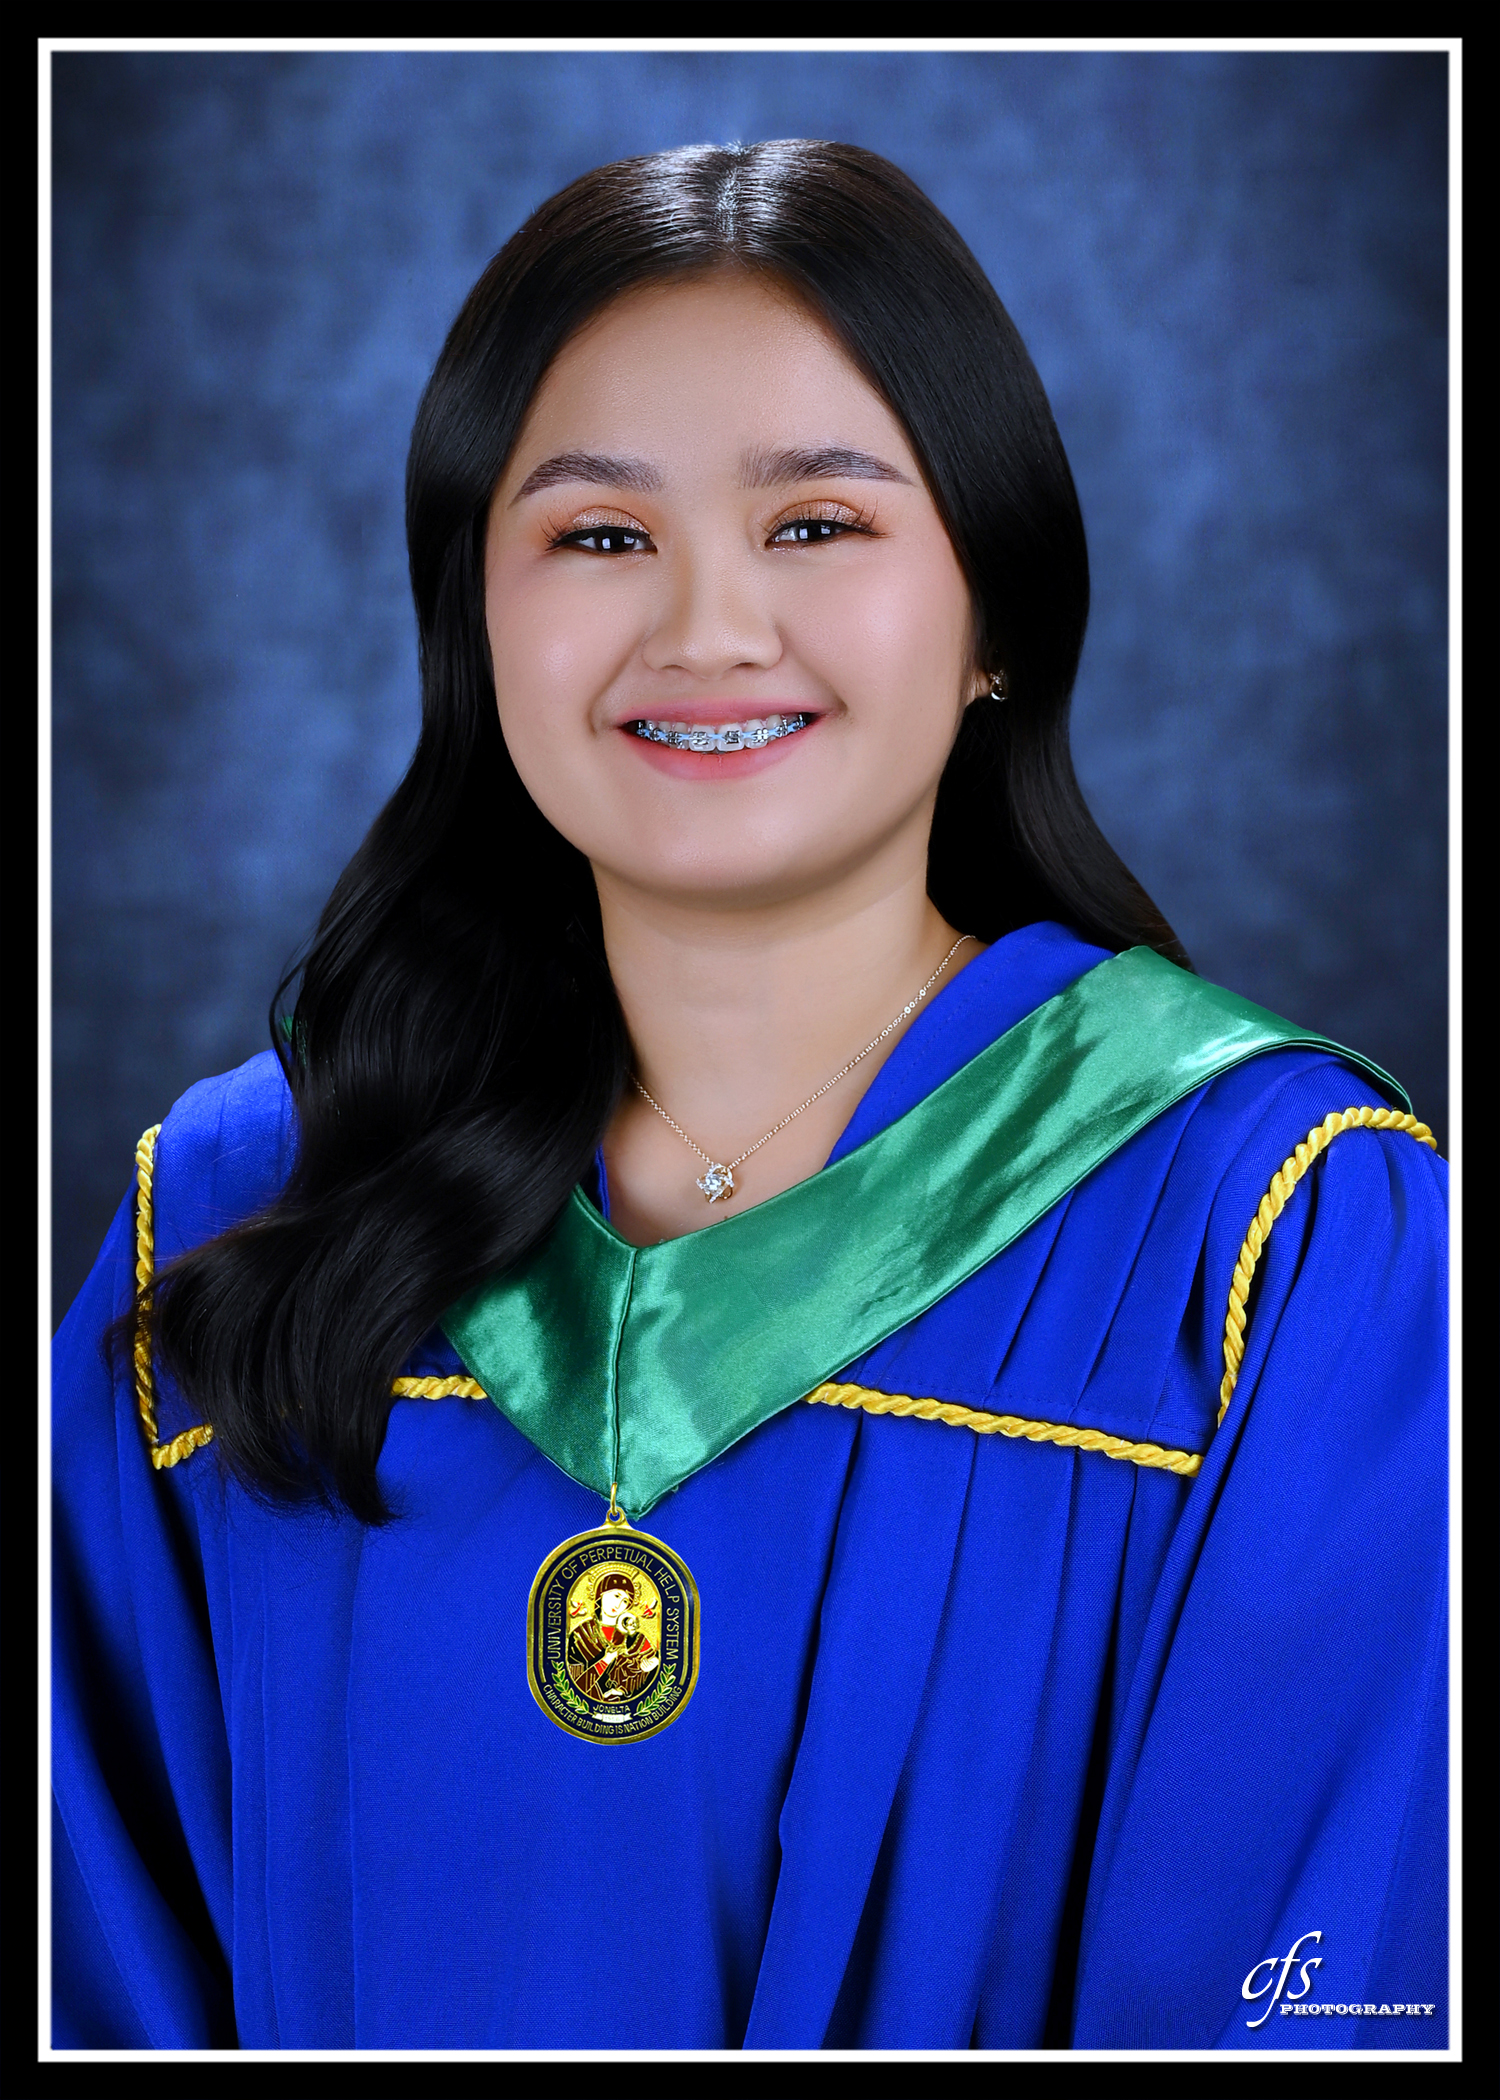 UNIVERSITY OF PERPETUAL HELP SYSTEM
JONELTA
CHARACTER BUILDING IS NATION BUILDING
cfs
PHOTOGRAPHY